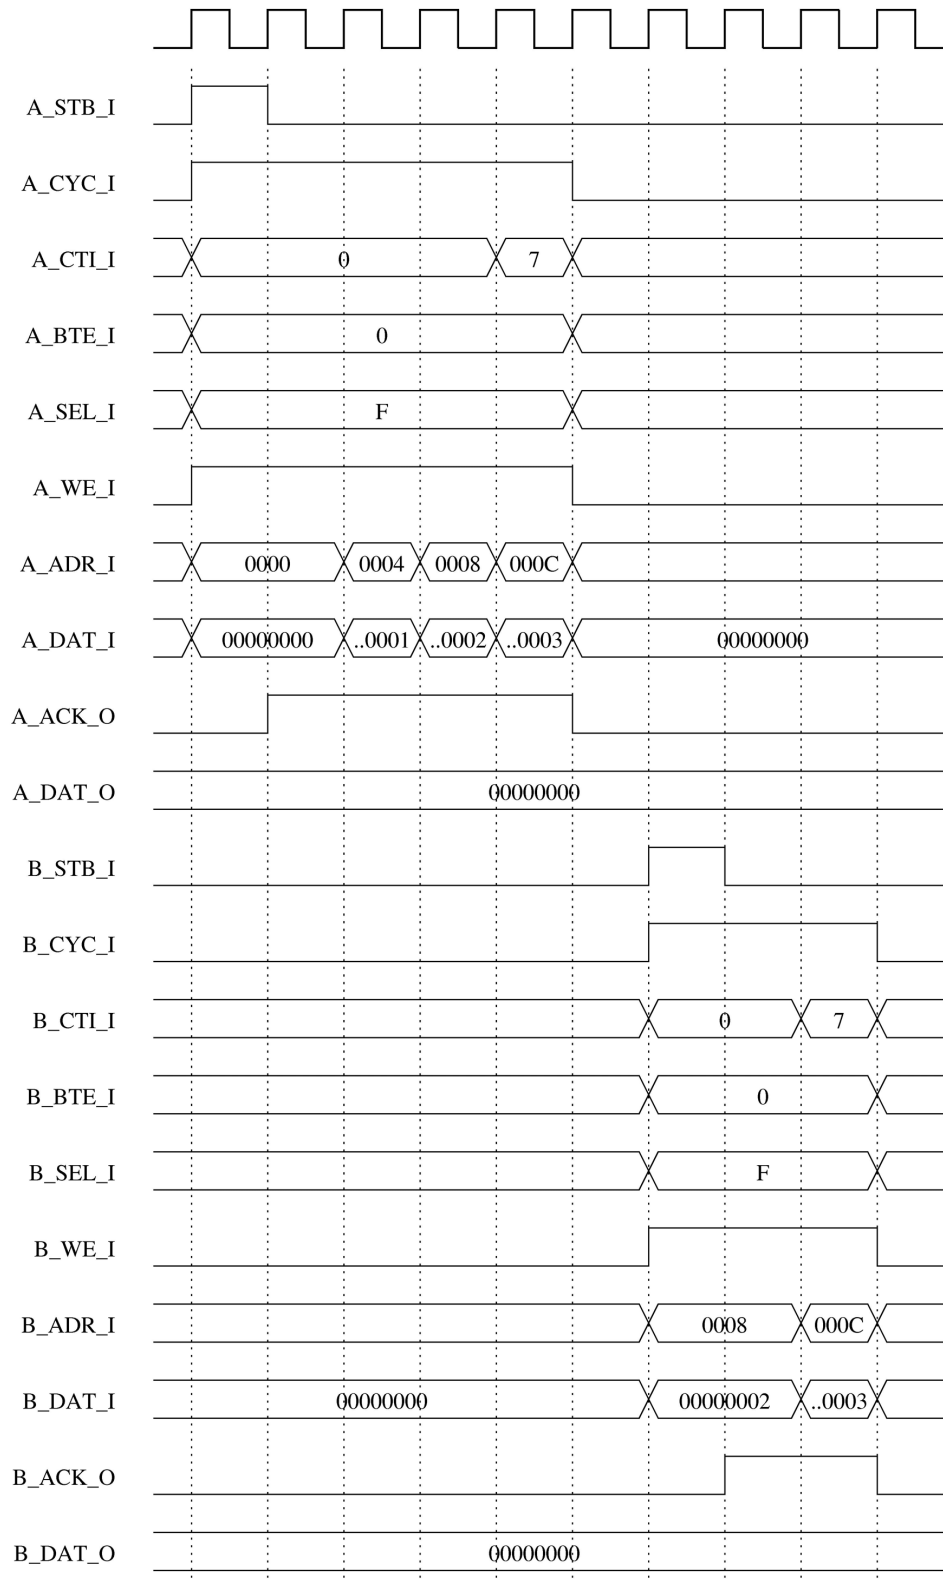 A_STB_I
A_CYC_I
A_CTI_I 0 7
A_BTE_I 0
A_SEL_I F
A_WE_I
A_ADR_I 0000 0004 0008 000C
A_DAT_I 00000000 ..0001 ..0002 ..0003 00000000
A_ACK_O
A_DAT_O 00000000
B_STB_I
B_CYC_I
B_CTI_I 0 7
B_BTE_I 0
B_SEL_I F
B_WE_I
B_ADR_I 0008 000C
B_DAT_I 00000000 00000002 ..0003
B_ACK_O
B_DAT_O 00000000